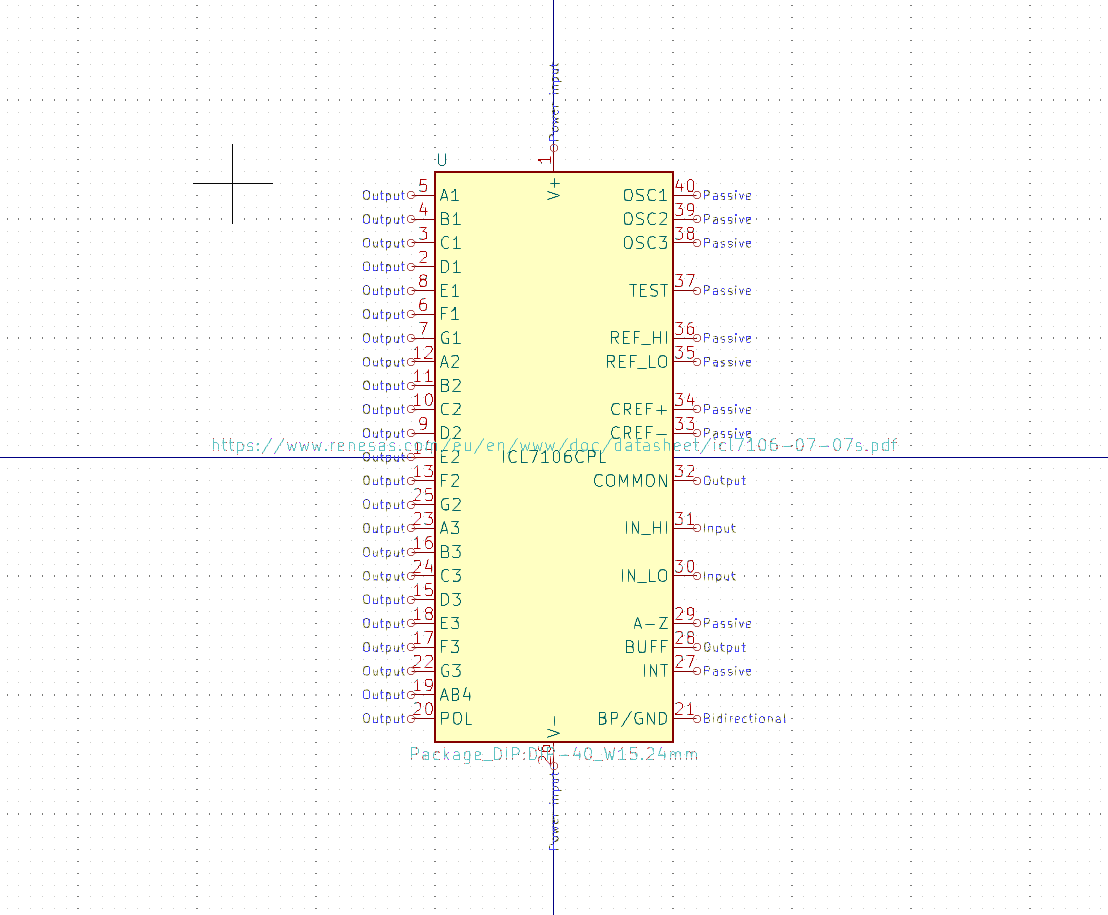 Power input
1
U
V+
Output 5 A1 OSC1 40 Passive
Output 4 B1 OSC2 39 Passive
Output 3 C1 OSC3 38 Passive
Output 2 D1
Output 8 E1 TEST 37 Passive
Output 6 F1
Output 7 G1 REF_HI 36 Passive
Output 12 A2 REF_LO 35 Passive
Output 11 B2
Output 10 C2 CREF+ 34 Passive
Output 9 D2 CREF- 33 Passive
https://www.renesas.com/eu/en/www/doc/datasheet/icl7106-07-07s.pdf
Output 14 E2 ICL7106CPL
Output 13 F2 COMMON 32 Output
Output 25 G2
Output 23 A3 IN_HI 31 Input
Output 16 B3
Output 24 C3 IN_LO 30 Input
Output 15 D3
Output 18 E3 A-Z 29 Passive
Output 17 F3 BUFF 28 Output
Output 22 G3 INT 27 Passive
Output 19 AB4
Output 20 POL BP/GND 21 Bidirectional
V-
Package_DIP:DIP-40_W15.24mm
26
Power input